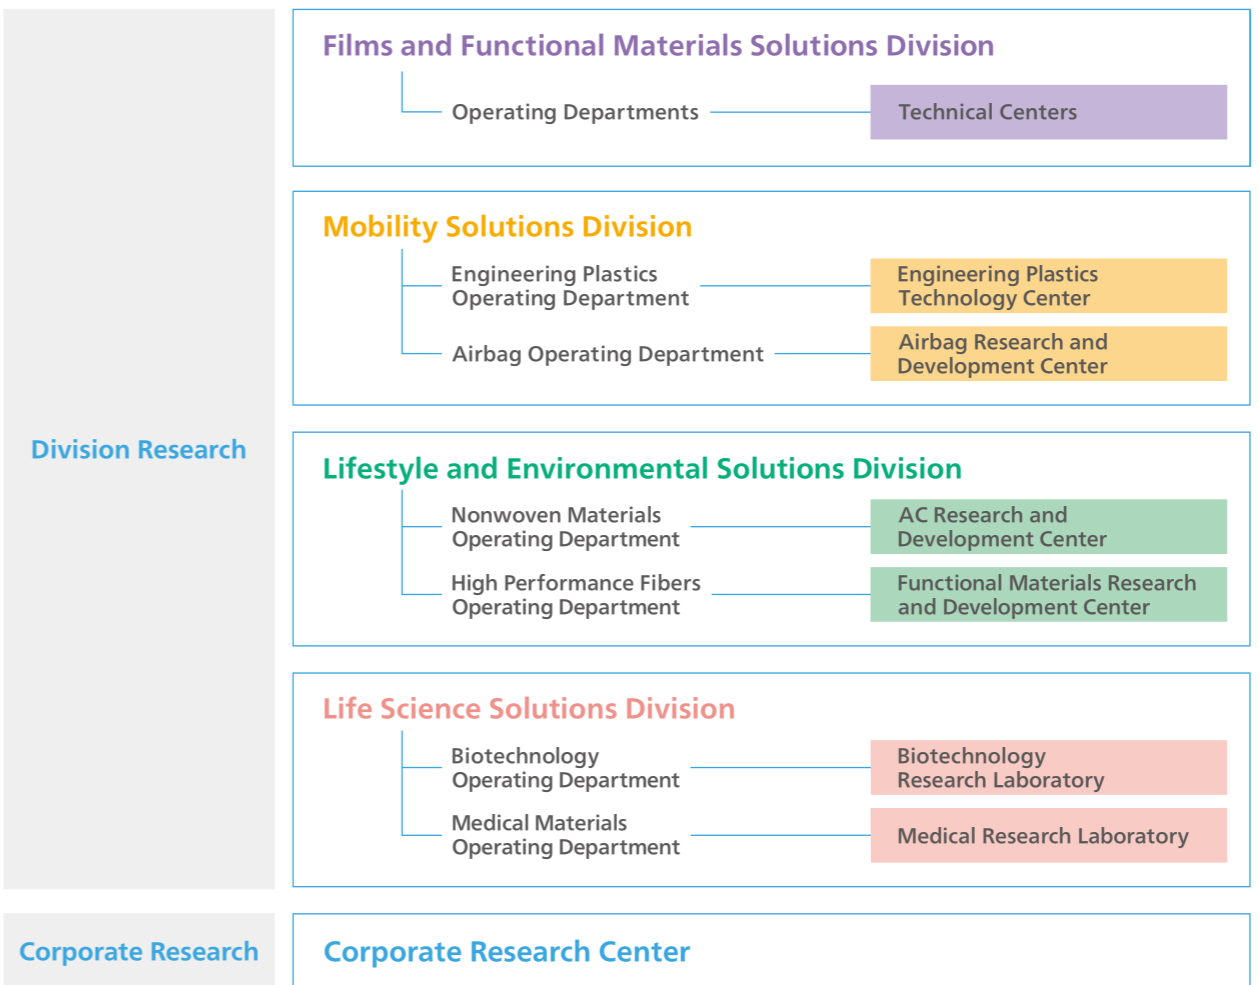 Division Research
Films and Functional Materials Solutions Division
Operating Departments
Technical Centers
Mobility Solutions Division
Engineering Plastics
Operating Department
Engineering Plastics
Technology Center
Airbag Operating Department
Airbag Research and
Development Center
Lifestyle and Environmental Solutions Division
Nonwoven Materials
Operating Department
AC Research and
Development Center
High Performance Fibers
Operating Department
Functional Materials Research
and Development Center
Life Science Solutions Division
Biotechnology
Operating Department
Biotechnology
Research Laboratory
Medical Materials
Operating Department
Medical Research Laboratory
Corporate Research
Corporate Research Center